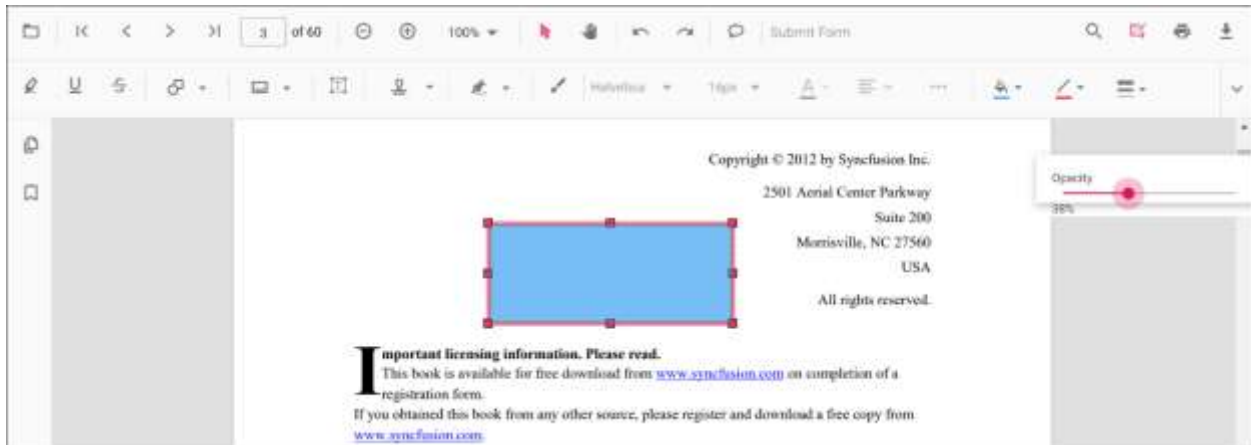 3 of 60 100% Submit Form
Helvetica 16px
Opacity
38%
Copyright © 2012 by Syncfusion Inc.
2501 Aerial Center Parkway
Suite 200
Morrisville, NC 27560
USA
All rights reserved.
Important licensing information. Please read.
This book is available for free download from www.syncfusion.com on completion of a
registration form.
If you obtained this book from any other source, please register and download a free copy from
www.syncfusion.com.